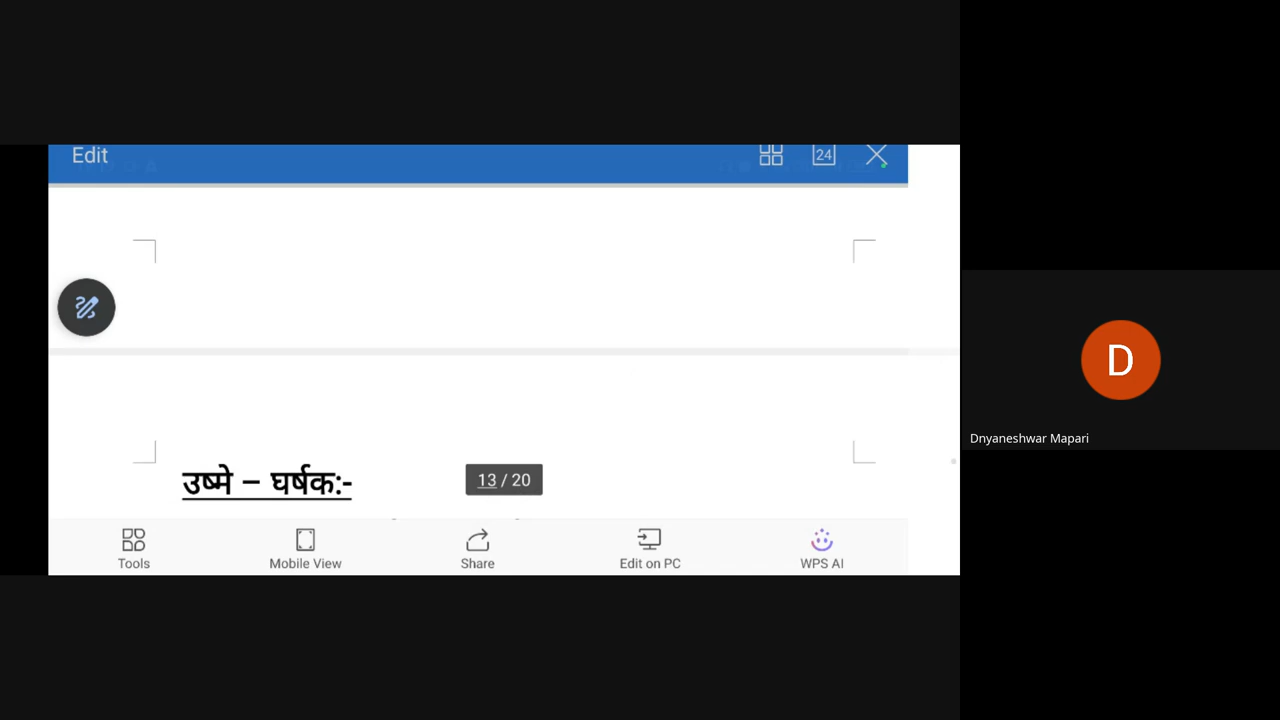 Edit
24
उष्मे – घर्षक:-
13 / 20
Tools
Mobile View
Share
Edit on PC
WPS AI
D
Dnyaneshwar Mapari